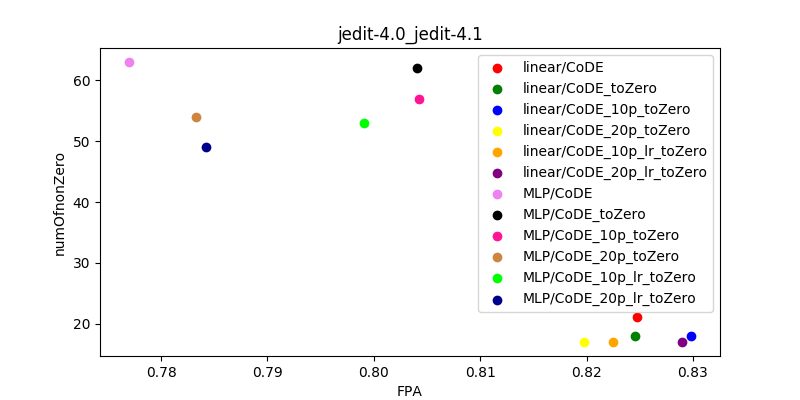 jedit-4.0_jedit-4.1
numOfnonZero
60
50
40
30
20
linear/CoDE
linear/CoDE_toZero
linear/CoDE_10p_toZero
linear/CoDE_20p_toZero
linear/CoDE_10p_lr_toZero
linear/CoDE_20p_lr_toZero
MLP/CoDE
MLP/CoDE_toZero
MLP/CoDE_10p_toZero
MLP/CoDE_20p_toZero
MLP/CoDE_10p_lr_toZero
MLP/CoDE_20p_lr_toZero
0.78 0.79 0.80 0.81 0.82 0.83
FPA